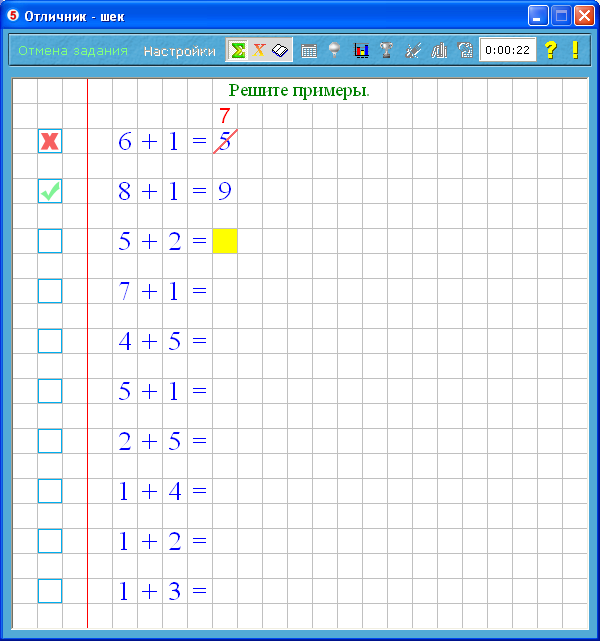 5 Отличник - шек
Отмена задания Настройки Σ X 0:00:22 ? !
Решите примеры.
7
6 + 1 = 5
8 + 1 = 9
5 + 2 =
7 + 1 =
4 + 5 =
5 + 1 =
2 + 5 =
1 + 4 =
1 + 2 =
1 + 3 =